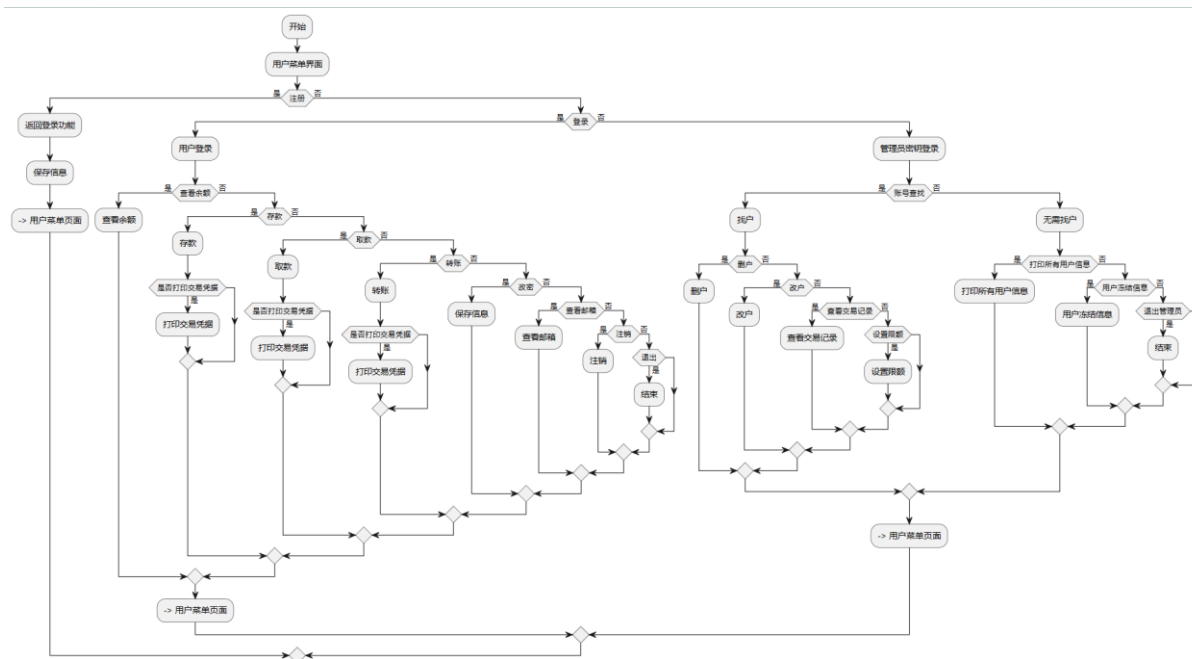 开始
用户菜单界面
是 注册 否
返回登录功能
是 登录 否
用户登录
管理员密钥登录
保存信息
是 查看余额 否
是 账号查找 否
-> 用户菜单页面
查看余额
是 存款 否
找户
无需找户
存款
是 取款 否
取款
是 转账 否
是 删户 否
是 打印所有用户信息 否
是否打印交易凭据
转账
是 改密 否
删户
是 改户 否
打印所有用户信息
是 用户冻结信息 否
是
是否打印交易凭据
保存信息
是 查看邮箱 否
改户
是 查看交易记录 否
用户冻结信息
退出管理员
打印交易凭据
是
是否打印交易凭据
查看邮箱
是 注销 否
查看交易记录
设置限额
是
打印交易凭据
是
注销
退出
是
结束
打印交易凭据
是
设置限额
结束
-> 用户菜单页面
-> 用户菜单页面